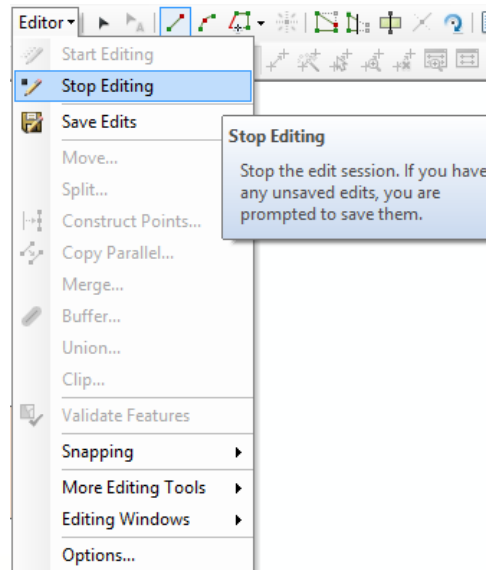 Editor
Start Editing
Stop Editing
Save Edits
Stop Editing
Stop the edit session. If you have
any unsaved edits, you are
prompted to save them.
Move...
Split...
Construct Points...
Copy Parallel...
Merge...
Buffer...
Union...
Clip...
Validate Features
Snapping
More Editing Tools
Editing Windows
Options...